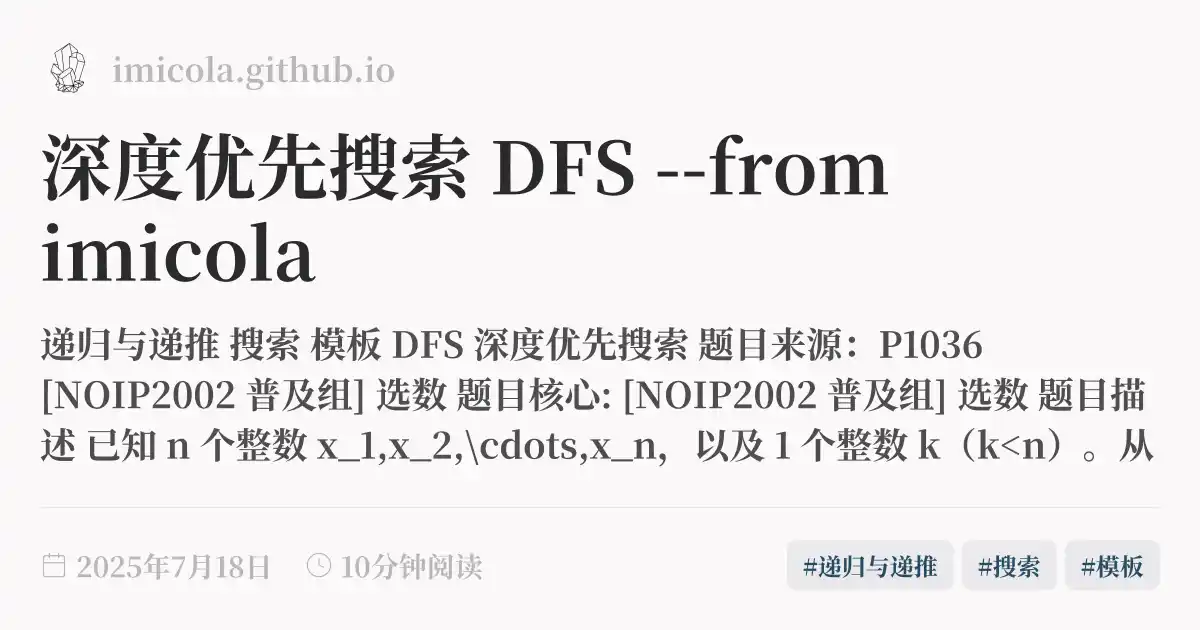 imicola.github.io
深度优先搜索 DFS --from
imicola
递归与递推 搜索 模板 DFS 深度优先搜索 题目来源：P1036
[NOIP2002 普及组] 选数 题目核心: [NOIP2002 普及组] 选数 题目描
述 已知 n 个整数 x_1,x_2,\cdots,x_n，以及 1 个整数 k（k<n）。从
2025年7月18日 10分钟阅读 #递归与递推 #搜索 #模板